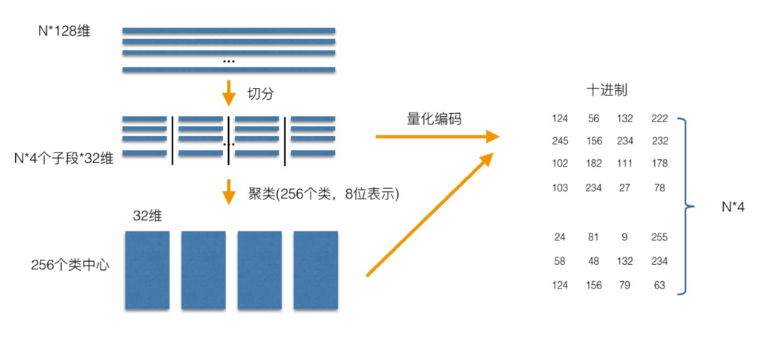 N*128维
...
切分
N*4个子段*32维
...
聚类(256个类，8位表示)
32维
256个类中心
量化编码
十进制
124 56 132 222
245 156 234 232
102 182 111 178
103 234 27 78
24 81 9 255
58 48 132 234
124 156 79 63
N*4